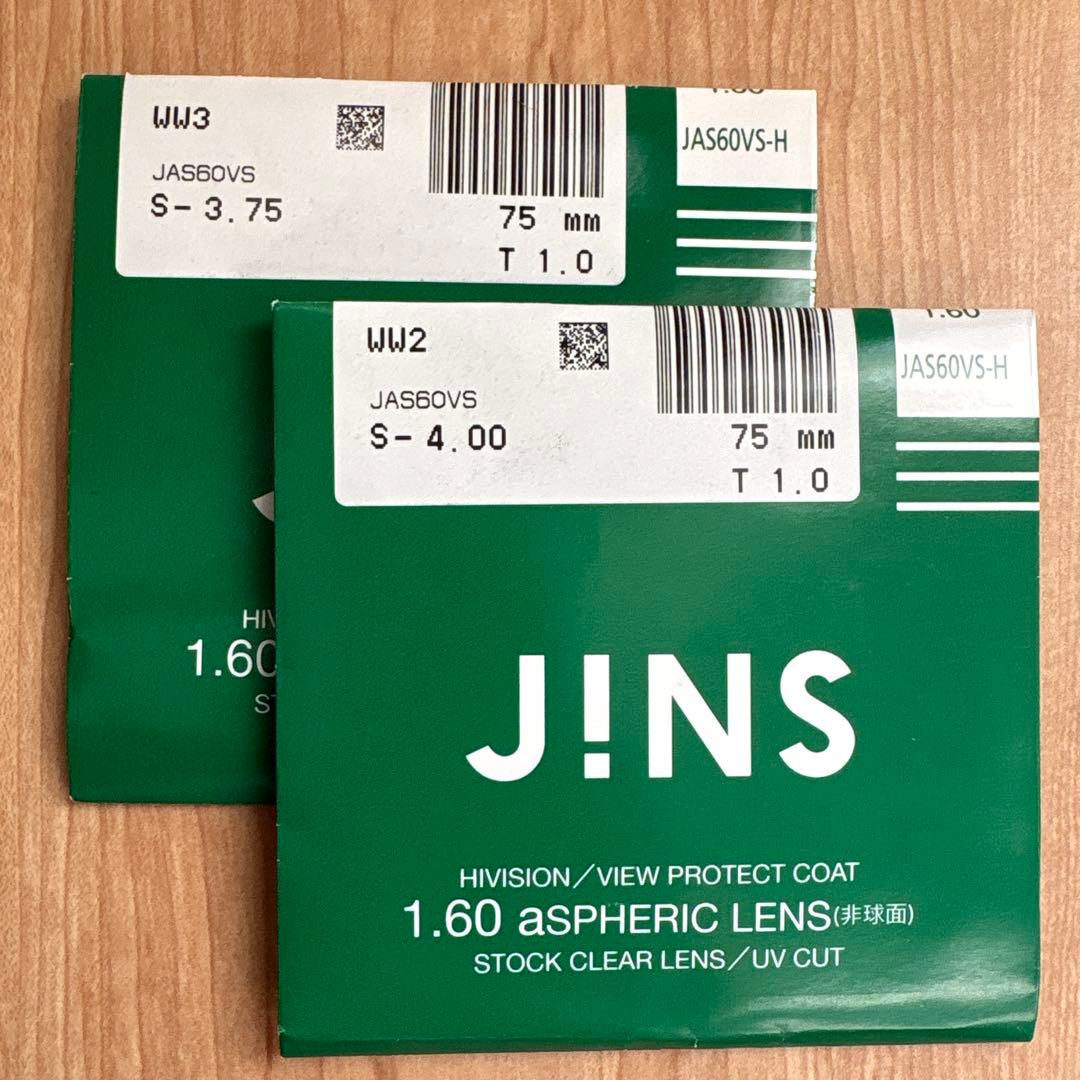 WW3
JAS60VS
S- 3.75
75 mm
T 1.0
JAS60VS-H
1.60
WW2
JAS60VS
S- 4.00
75 mm
T 1.0
1.60
JAS60VS-H
J!NS
HIVISION／VIEW PROTECT COAT
1.60 aSPHERIC LENS(非球面)
STOCK CLEAR LENS／UV CUT